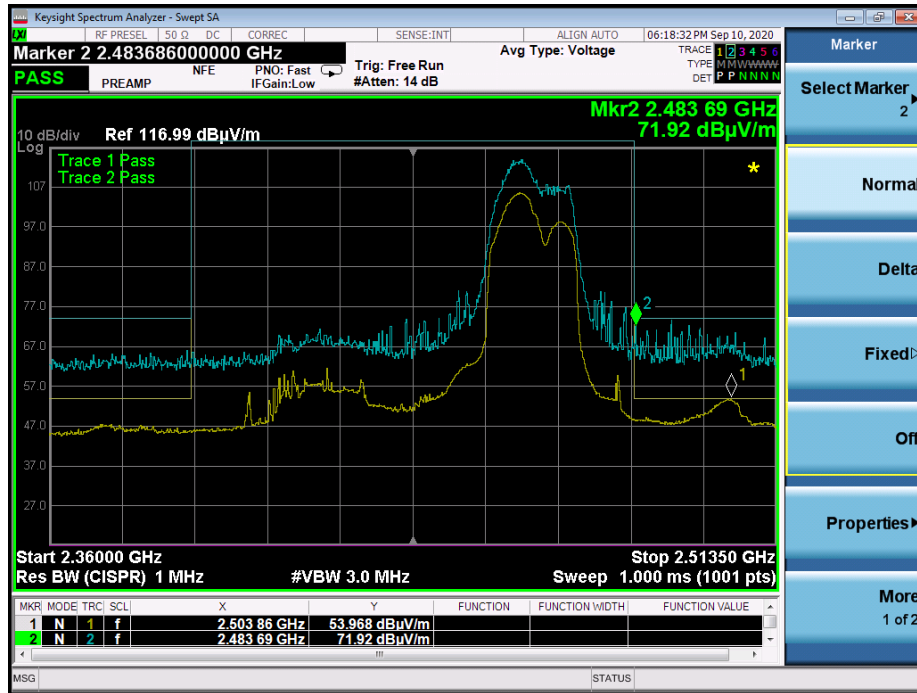 Keysight Spectrum Analyzer - Swept SA
LXI RF PRESEL 50 Ω DC CORREC SENSE:INT ALIGN AUTO 06:18:32 PM Sep 10, 2020
Marker 2 2.483686000000 GHz
PASS
PREAMP
NFE
PNO: Fast
IFGain:Low
Trig: Free Run
#Atten: 14 dB
Avg Type: Voltage
TRACE 1 2 3 4 5 6
TYPE M M W W W W
DET P P N N N N
Mkr2 2.483 69 GHz
71.92 dBµV/m
10 dB/div Ref 116.99 dBµV/m
Log
Trace 1 Pass
Trace 2 Pass
*
107
97.0
87.0
77.0
67.0
57.0
47.0
37.0
27.0
2
1
Start 2.36000 GHz
Stop 2.51350 GHz
Res BW (CISPR) 1 MHz
#VBW 3.0 MHz
Sweep 1.000 ms (1001 pts)
MKR MODE TRC SCL X Y FUNCTION FUNCTION WIDTH FUNCTION VALUE
1 N 1 f 2.503 86 GHz 53.968 dBµV/m
2 N 2 f 2.483 69 GHz 71.92 dBµV/m
MSG
STATUS
Marker
Select Marker
2
Normal
Delta
Fixed
Off
Properties
More
1 of 2